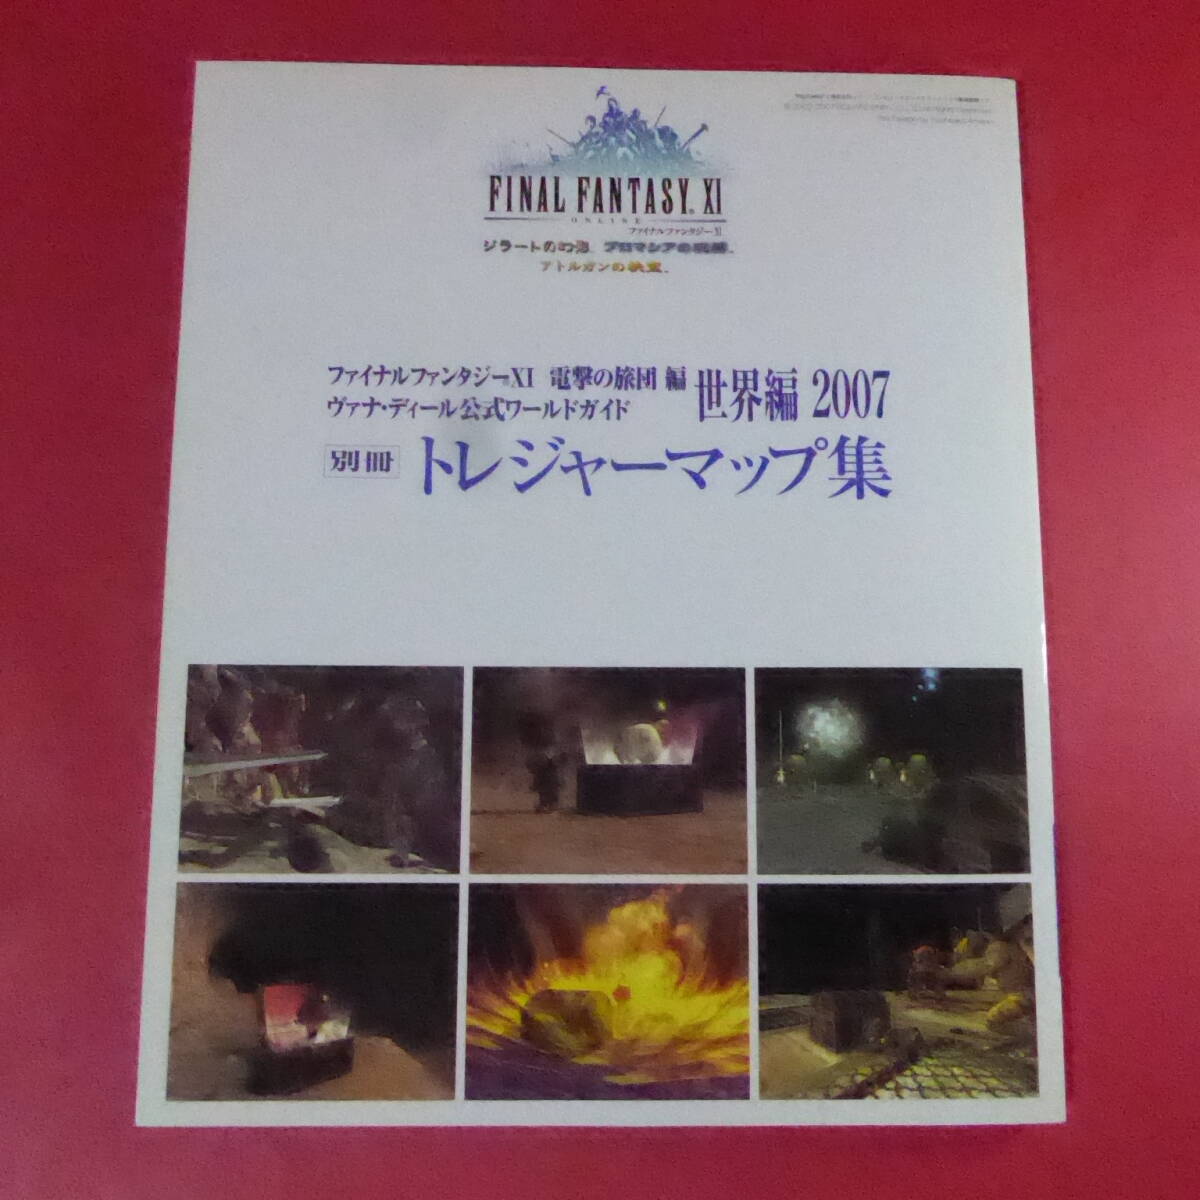 FINAL FANTASY. XI
ONLINE
ファイナルファンタジーXI
ジラートの幻影. プロマシアの呪縛.
アトルガンの秘宝.
ファイナルファンタジーXI 電撃の旅団 編
ヴァナ・ディール公式ワールドガイド
世界編 2007
別冊 トレジャーマップ集